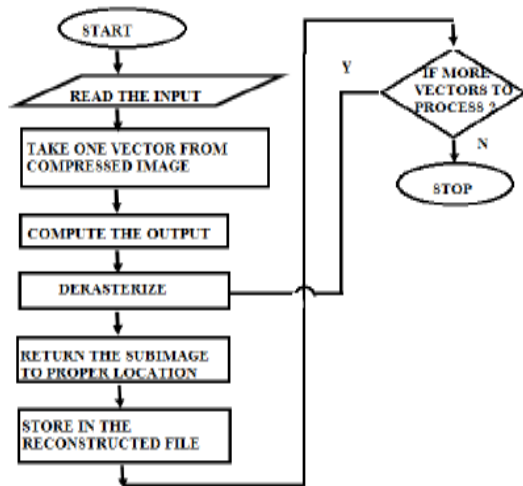 START
READ THE INPUT
TAKE ONE VECTOR FROM
COMPRESSED IMAGE
COMPUTE THE OUTPUT
DERASTERIZE
RETURN THE SUBIMAGE
TO PROPER LOCATION
STORE IN THE
RECONSTRUCTED FILE
IF MORE
VECTORS TO
PROCESS ?
Y
N
STOP